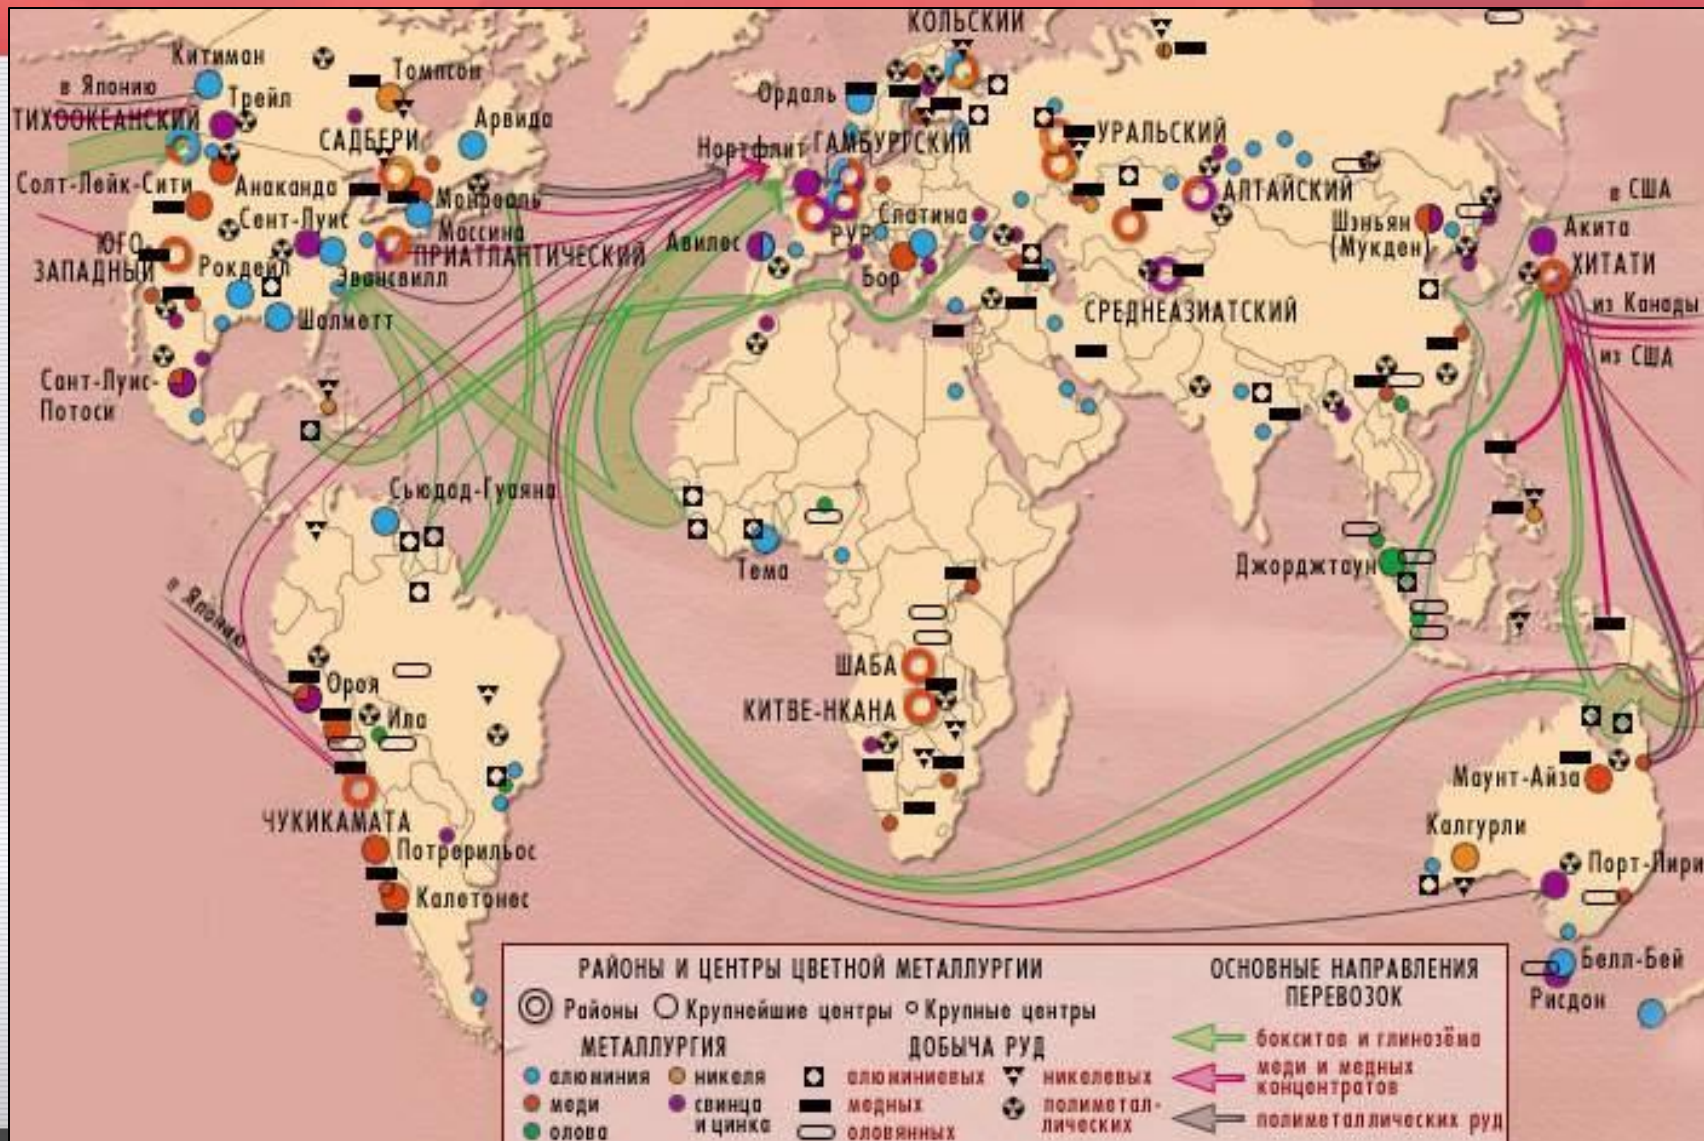 КОЛЬСКИЙ
Китимат
в Японию
Томпсон
Трейл
Ордаль
ТИХООКЕАНСКИЙ
САДБЕРИ
Арвида
Нортфлит
ГАМБУРГСКИЙ
УРАЛЬСКИЙ
Солт-Лейк-Сити
Анаконда
Монреаль
АЛТАЙСКИЙ
в США
Сент-Луис
Массина
Слатина
Шэньян
(Мукден)
Акита
ЮГО-
ЗАПАДНЫЙ
Рокдейл
ПРИАТЛАНТИЧЕСКИЙ
Авилес
РУР
Бор
ХИТАТИ
Эвансвилл
из Канады
Шалметт
СРЕДНЕАЗИАТСКИЙ
из США
Сант-Луис-
Потоси
Сьюдад-Гуаяна
Тема
Джорджтаун
в Японию
ШАБА
Ороя
КИТВЕ-НКАНА
Ила
Маунт-Айза
ЧУКИКАМАТА
Калгурли
Потрерильос
Порт-Пири
Калетонес
Белл-Бей
Рисдон
РАЙОНЫ И ЦЕНТРЫ ЦВЕТНОЙ МЕТАЛЛУРГИИ
Районы Крупнейшие центры Крупные центры
МЕТАЛЛУРГИЯ
алюминия никеля
меди свинца
и цинка
олова
ДОБЫЧА РУД
алюминиевых никелевых
медных полиметал-
лических
оловянных
ОСНОВНЫЕ НАПРАВЛЕНИЯ
ПЕРЕВОЗОК
бокситов и глинозёма
меди и медных
концентратов
полиметаллических руд